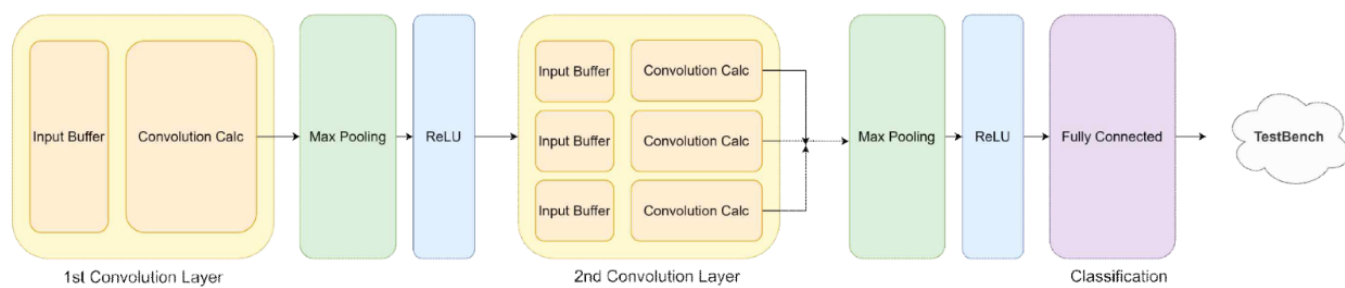 Input Buffer
Convolution Calc
Max Pooling
ReLU
Input Buffer
Convolution Calc
Input Buffer
Convolution Calc
Input Buffer
Convolution Calc
Max Pooling
ReLU
Fully Connected
TestBench
1st Convolution Layer
2nd Convolution Layer
Classification